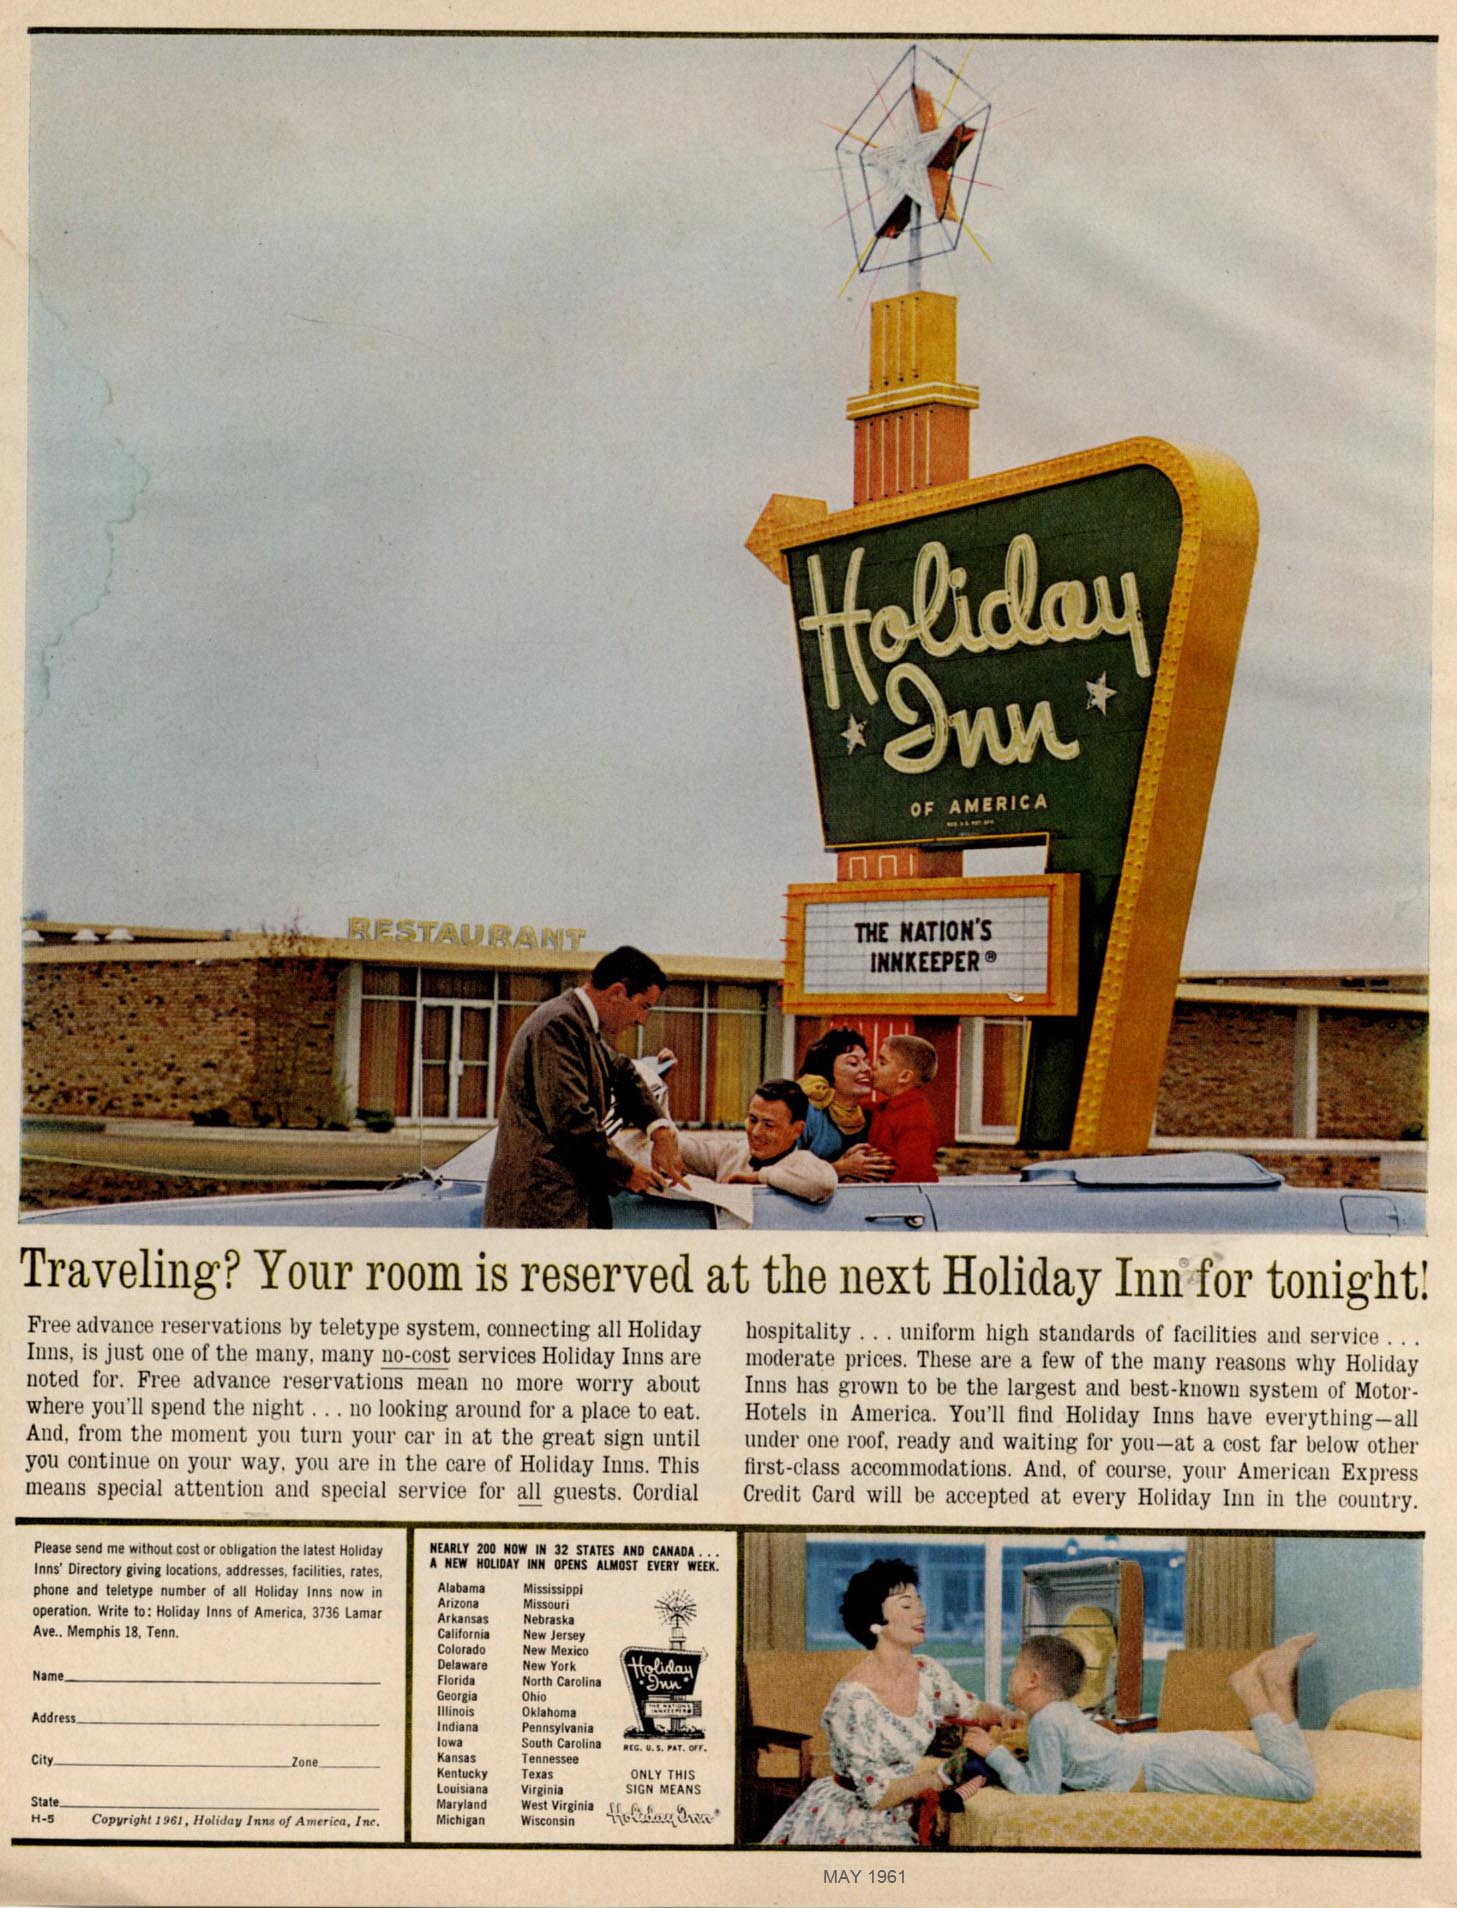 Holiday
Inn
OF AMERICA
REG. U.S. PAT. OFF.
THE NATION'S
INNKEEPER®
RESTAURANT
Traveling? Your room is reserved at the next Holiday Inn® for tonight!
Free advance reservations by teletype system, connecting all Holiday
Inns, is just one of the many, many no-cost services Holiday Inns are
noted for. Free advance reservations mean no more worry about
where you'll spend the night . . . no looking around for a place to eat.
And, from the moment you turn your car in at the great sign until
you continue on your way, you are in the care of Holiday Inns. This
means special attention and special service for all guests. Cordial
hospitality . . . uniform high standards of facilities and service . . .
moderate prices. These are a few of the many reasons why Holiday
Inns has grown to be the largest and best-known system of Motor-
Hotels in America. You'll find Holiday Inns have everything—all
under one roof, ready and waiting for you—at a cost far below other
first-class accommodations. And, of course, your American Express
Credit Card will be accepted at every Holiday Inn in the country.
Please send me without cost or obligation the latest Holiday
Inns' Directory giving locations, addresses, facilities, rates,
phone and teletype number of all Holiday Inns now in
operation. Write to: Holiday Inns of America, 3736 Lamar
Ave., Memphis 18, Tenn.
Name
Address
City Zone
State
H-5 Copyright 1961, Holiday Inns of America, Inc.
NEARLY 200 NOW IN 32 STATES AND CANADA . . .
A NEW HOLIDAY INN OPENS ALMOST EVERY WEEK.
Alabama
Arizona
Arkansas
California
Colorado
Delaware
Florida
Georgia
Illinois
Indiana
Iowa
Kansas
Kentucky
Louisiana
Maryland
Michigan
Mississippi
Missouri
Nebraska
New Jersey
New Mexico
New York
North Carolina
Ohio
Oklahoma
Pennsylvania
South Carolina
Tennessee
Texas
Virginia
West Virginia
Wisconsin
Holiday
Inn
THE NATION'S
INNKEEPER®
REG. U.S. PAT. OFF.
ONLY THIS
SIGN MEANS
Holiday Inn®
MAY 1961